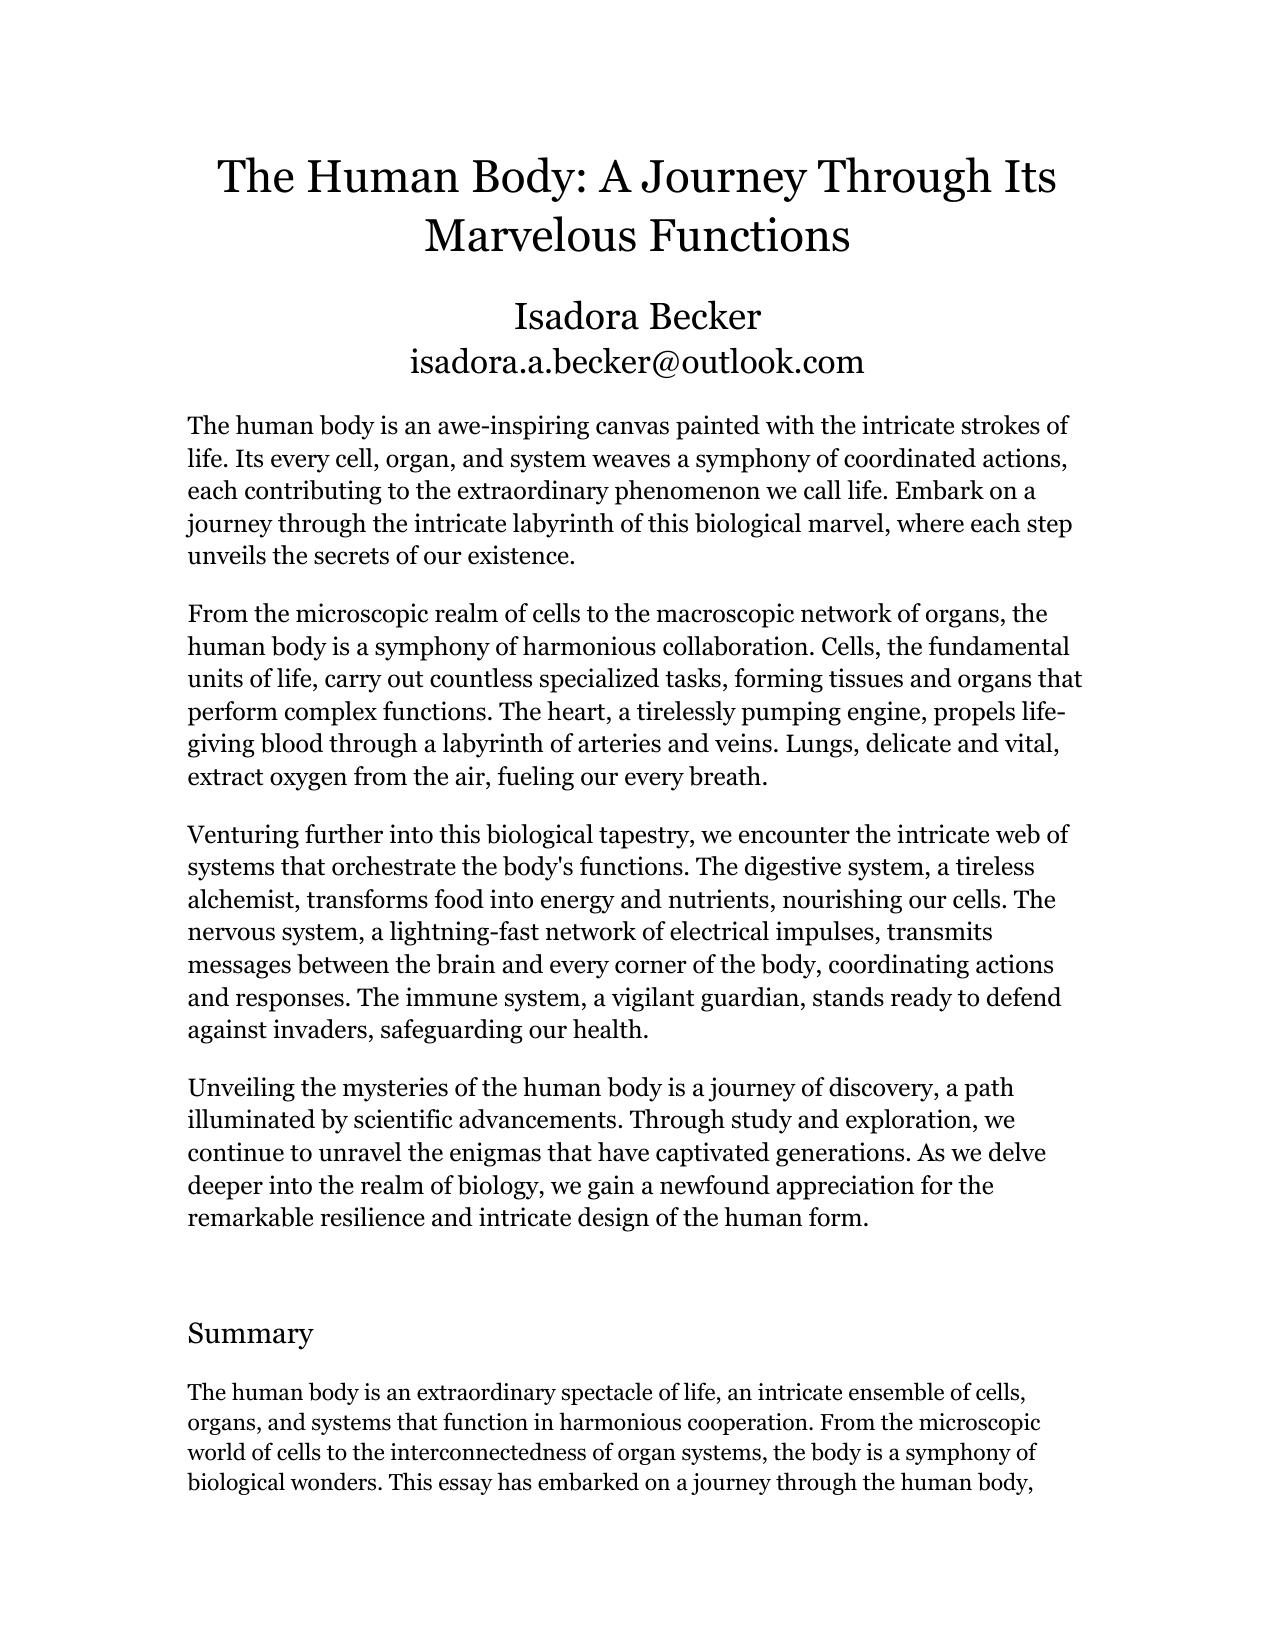 The Human Body: A Journey Through Its
Marvelous Functions
Isadora Becker
isadora.a.becker@outlook.com
The human body is an awe-inspiring canvas painted with the intricate strokes of
life. Its every cell, organ, and system weaves a symphony of coordinated actions,
each contributing to the extraordinary phenomenon we call life. Embark on a
journey through the intricate labyrinth of this biological marvel, where each step
unveils the secrets of our existence.
From the microscopic realm of cells to the macroscopic network of organs, the
human body is a symphony of harmonious collaboration. Cells, the fundamental
units of life, carry out countless specialized tasks, forming tissues and organs that
perform complex functions. The heart, a tirelessly pumping engine, propels life-
giving blood through a labyrinth of arteries and veins. Lungs, delicate and vital,
extract oxygen from the air, fueling our every breath.
Venturing further into this biological tapestry, we encounter the intricate web of
systems that orchestrate the body's functions. The digestive system, a tireless
alchemist, transforms food into energy and nutrients, nourishing our cells. The
nervous system, a lightning-fast network of electrical impulses, transmits
messages between the brain and every corner of the body, coordinating actions
and responses. The immune system, a vigilant guardian, stands ready to defend
against invaders, safeguarding our health.
Unveiling the mysteries of the human body is a journey of discovery, a path
illuminated by scientific advancements. Through study and exploration, we
continue to unravel the enigmas that have captivated generations. As we delve
deeper into the realm of biology, we gain a newfound appreciation for the
remarkable resilience and intricate design of the human form.
Summary
The human body is an extraordinary spectacle of life, an intricate ensemble of cells,
organs, and systems that function in harmonious cooperation. From the microscopic
world of cells to the interconnectedness of organ systems, the body is a symphony of
biological wonders. This essay has embarked on a journey through the human body,